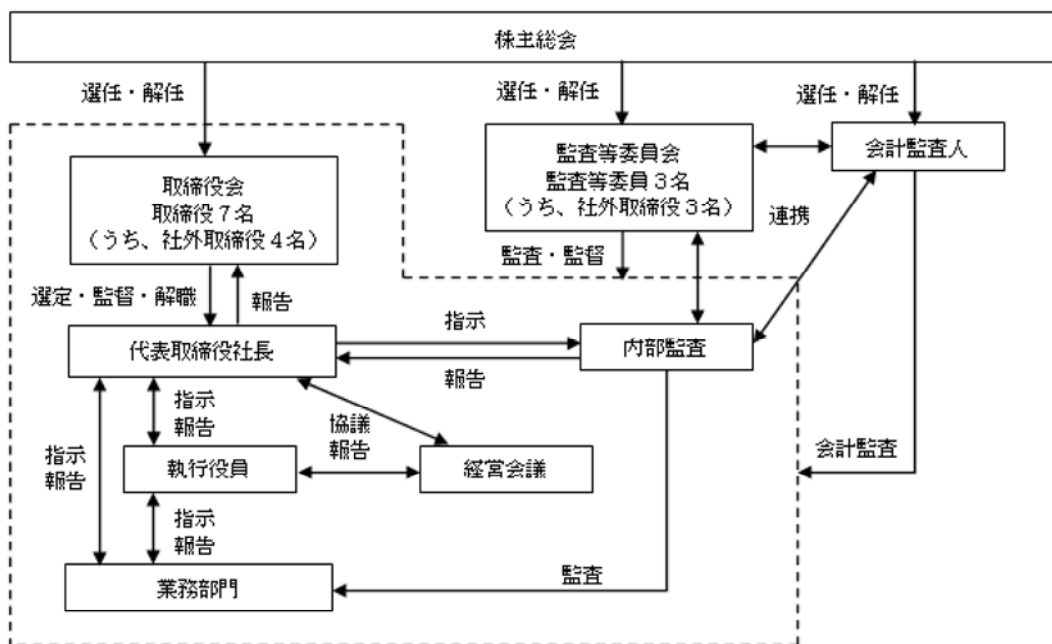 株主総会
選任・解任
選任・解任
選任・解任
取締役会
取締役7名
(うち、社外取締役4名)
監査等委員会
監査等委員3名
(うち、社外取締役3名)
会計監査人
連携
監査・監督
選定・監督・解職
報告
代表取締役社長
指示
報告
内部監査
指示
報告
協議
報告
指示
報告
執行役員
経営会議
会計監査
指示
報告
業務部門
監査